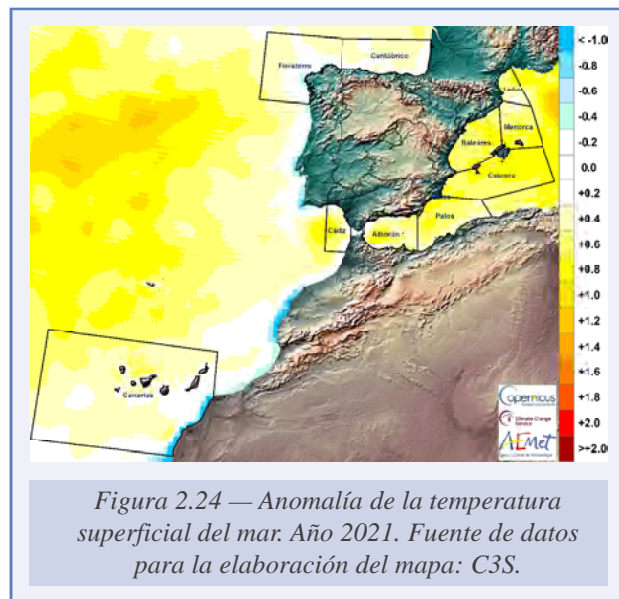 Finisterre
Cantábrico
Menorca
Baleares
Cabrera
Palos
Cádiz
Alborán
Canarias
< -1.0
-0.8
-0.6
-0.4
-0.2
0.0
+0.2
+0.4
+0.6
+0.8
+1.0
+1.2
+1.4
+1.6
+1.8
+2.0
>+2.0
Copernicus
Climate Change
Service
AEmet
Figura 2.24 — Anomalía de la temperatura
superficial del mar. Año 2021. Fuente de datos
para la elaboración del mapa: C3S.